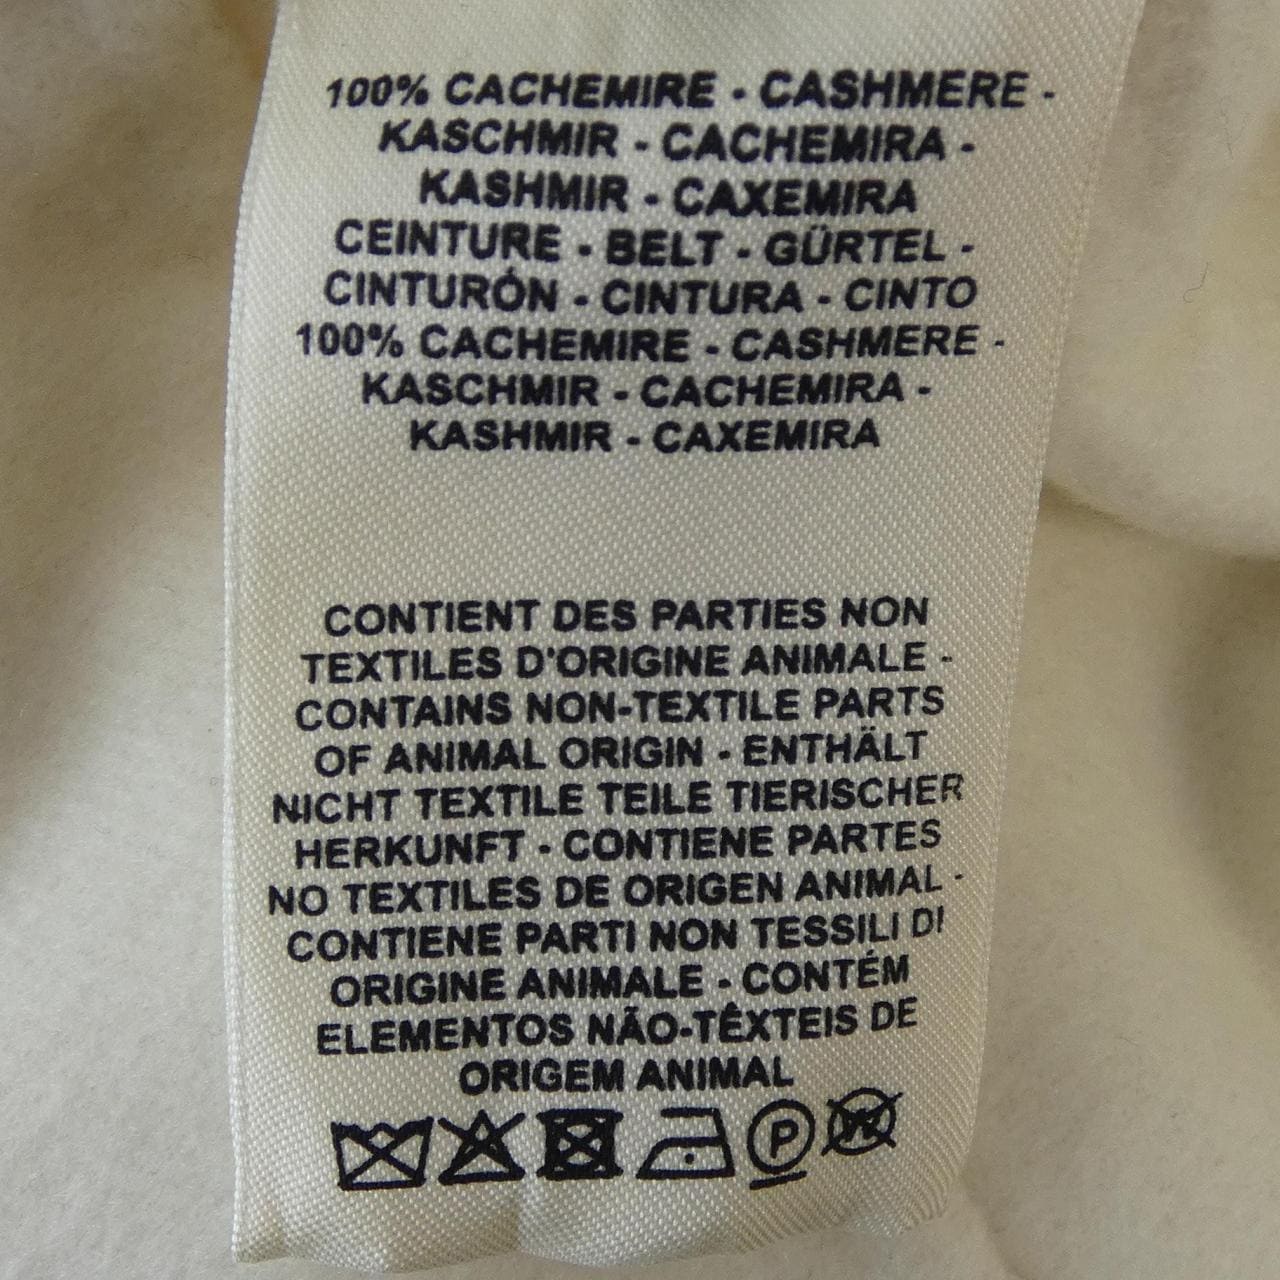 100% CACHEMIRE - CASHMERE -
KASCHMIR - CACHEMIRA -
KASHMIR - CAXEMIRA
CEINTURE - BELT - GÜRTEL -
CINTURÓN - CINTURA - CINTO
100% CACHEMIRE - CASHMERE -
KASCHMIR - CACHEMIRA -
KASHMIR - CAXEMIRA
CONTIENT DES PARTIES NON
TEXTILES D'ORIGINE ANIMALE -
CONTAINS NON-TEXTILE PARTS
OF ANIMAL ORIGIN - ENTHÄLT
NICHT TEXTILE TEILE TIERISCHER
HERKUNFT - CONTIENE PARTES
NO TEXTILES DE ORIGEN ANIMAL -
CONTIENE PARTI NON TESSILI DI
ORIGINE ANIMALE - CONTÉM
ELEMENTOS NÃO-TÊXTEIS DE
ORIGEM ANIMAL
P W